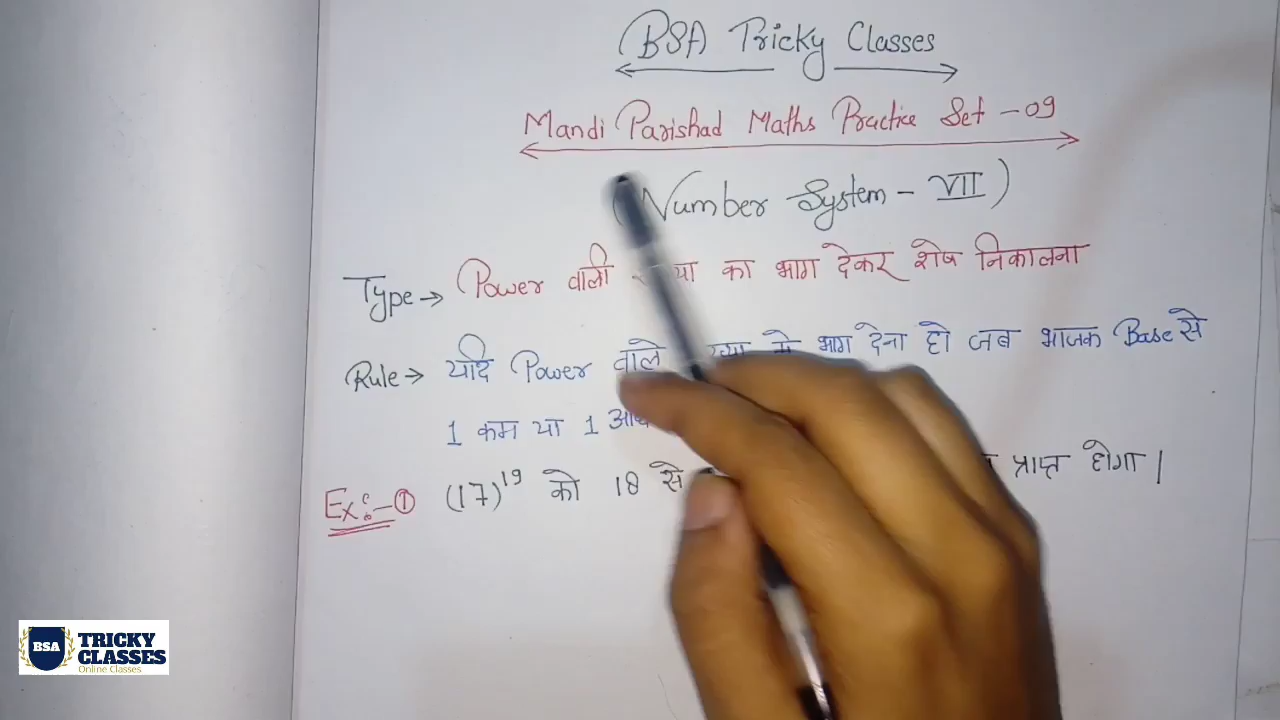 BSA Tricky Classes
Mandi Parishad Maths Practice Set - 09
(Number System - VII)
Type → Power वाली का भाग देकर शेष निकालना
Rule → यदि Power वाले भाग देना हो जब भाजक Base से
1 कम या 1
Ex:- ① (17)^19 को 18 से प्राप्त होगा।
BSA TRICKY CLASSES
Online Classes